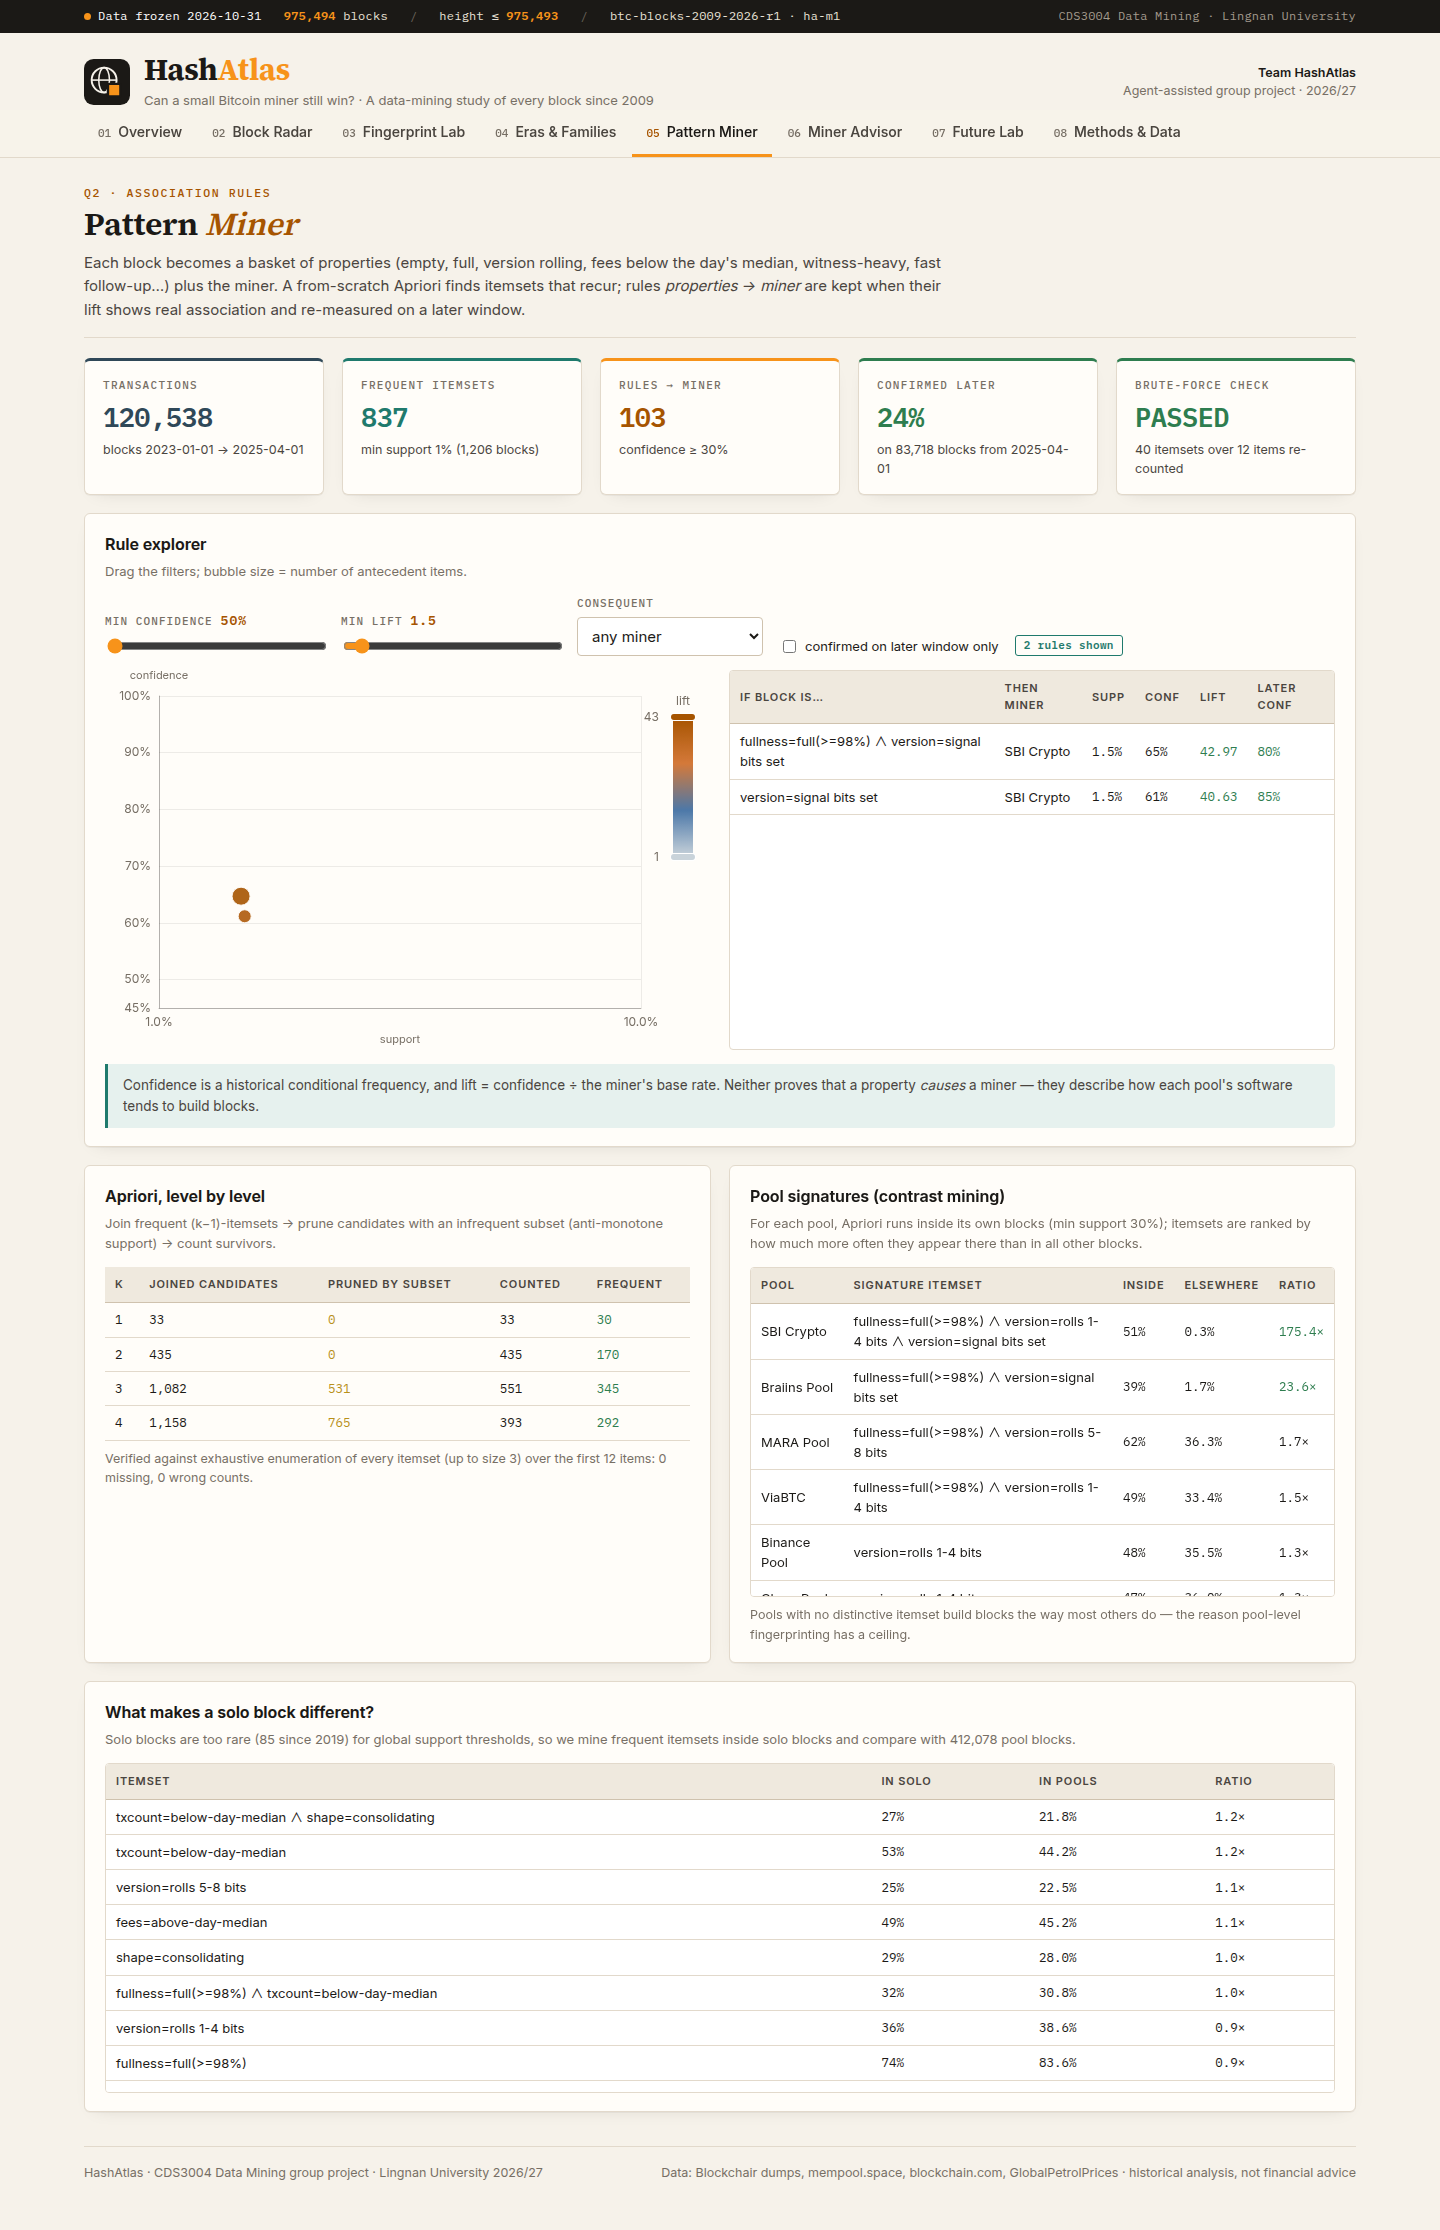 Data frozen 2026-10-31 975,494 blocks / height ≤ 975,493 / btc-blocks-2009-2026-r1 · ha-m1 CDS3004 Data Mining · Lingnan University
HashAtlas
Can a small Bitcoin miner still win? · A data-mining study of every block since 2009
Team HashAtlas
Agent-assisted group project · 2026/27
01 Overview 02 Block Radar 03 Fingerprint Lab 04 Eras & Families 05 Pattern Miner 06 Miner Advisor 07 Future Lab 08 Methods & Data
Q2 · ASSOCIATION RULES
Pattern Miner
Each block becomes a basket of properties (empty, full, version rolling, fees below the day's median, witness-heavy, fast
follow-up...) plus the miner. A from-scratch Apriori finds itemsets that recur; rules properties → miner are kept when their
lift shows real association and re-measured on a later window.
TRANSACTIONS
120,538
blocks 2023-01-01 → 2025-04-01
FREQUENT ITEMSETS
837
min support 1% (1,206 blocks)
RULES → MINER
103
confidence ≥ 30%
CONFIRMED LATER
24%
on 83,718 blocks from 2025-04-
01
BRUTE-FORCE CHECK
PASSED
40 itemsets over 12 items re-
counted
Rule explorer
Drag the filters; bubble size = number of antecedent items.
MIN CONFIDENCE 50%
MIN LIFT 1.5
CONSEQUENT
any miner
confirmed on later window only
2 rules shown
confidence
100%
90%
80%
70%
60%
50%
45%
1.0% 10.0%
support
lift
43
1
IF BLOCK IS... THEN MINER SUPP CONF LIFT LATER CONF
fullness=full(>=98%) ∧ version=signal bits set SBI Crypto 1.5% 65% 42.97 80%
version=signal bits set SBI Crypto 1.5% 61% 40.63 85%
Confidence is a historical conditional frequency, and lift = confidence ÷ the miner's base rate. Neither proves that a property causes a miner — they describe how each pool's software
tends to build blocks.
Apriori, level by level
Join frequent (k−1)-itemsets → prune candidates with an infrequent subset (anti-monotone
support) → count survivors.
K JOINED CANDIDATES PRUNED BY SUBSET COUNTED FREQUENT
1 33 0 33 30
2 435 0 435 170
3 1,082 531 551 345
4 1,158 765 393 292
Verified against exhaustive enumeration of every itemset (up to size 3) over the first 12 items: 0
missing, 0 wrong counts.
Pool signatures (contrast mining)
For each pool, Apriori runs inside its own blocks (min support 30%); itemsets are ranked by
how much more often they appear there than in all other blocks.
POOL SIGNATURE ITEMSET INSIDE ELSEWHERE RATIO
SBI Crypto fullness=full(>=98%) ∧ version=rolls 1-4 bits ∧ version=signal bits set 51% 0.3% 175.4×
Braiins Pool fullness=full(>=98%) ∧ version=signal bits set 39% 1.7% 23.6×
MARA Pool fullness=full(>=98%) ∧ version=rolls 5-8 bits 62% 36.3% 1.7×
ViaBTC fullness=full(>=98%) ∧ version=rolls 1-4 bits 49% 33.4% 1.5×
Binance Pool version=rolls 1-4 bits 48% 35.5% 1.3×
Pools with no distinctive itemset build blocks the way most others do — the reason pool-level
fingerprinting has a ceiling.
What makes a solo block different?
Solo blocks are too rare (85 since 2019) for global support thresholds, so we mine frequent itemsets inside solo blocks and compare with 412,078 pool blocks.
ITEMSET IN SOLO IN POOLS RATIO
txcount=below-day-median ∧ shape=consolidating 27% 21.8% 1.2×
txcount=below-day-median 53% 44.2% 1.2×
version=rolls 5-8 bits 25% 22.5% 1.1×
fees=above-day-median 49% 45.2% 1.1×
shape=consolidating 29% 28.0% 1.0×
fullness=full(>=98%) ∧ txcount=below-day-median 32% 30.8% 1.0×
version=rolls 1-4 bits 36% 38.6% 0.9×
fullness=full(>=98%) 74% 83.6% 0.9×
HashAtlas · CDS3004 Data Mining group project · Lingnan University 2026/27
Data: Blockchair dumps, mempool.space, blockchain.com, GlobalPetrolPrices · historical analysis, not financial advice